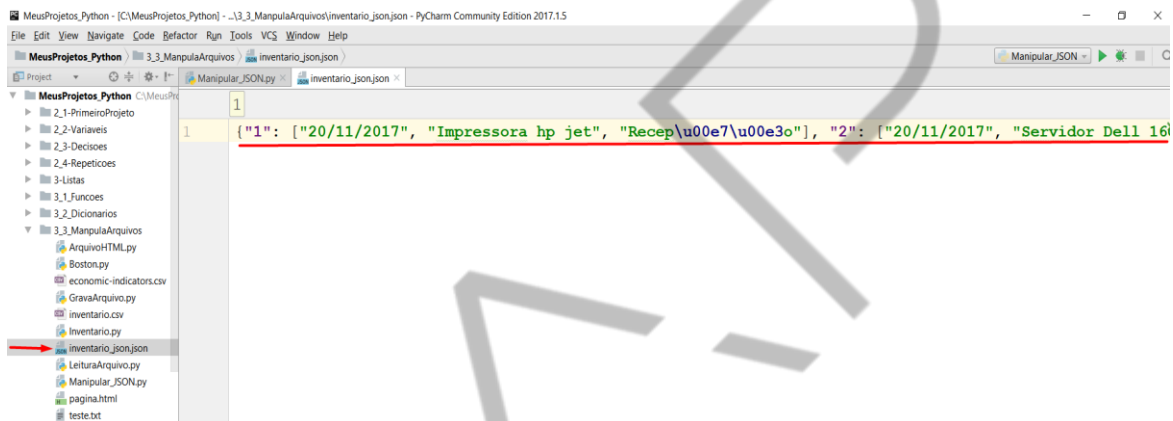 MeusProjetos_Python - [C:\MeusProjetos_Python] - ...\3_3_ManpulaArquivos\inventario_json.json - PyCharm Community Edition 2017.1.5
File Edit View Navigate Code Refactor Run Tools VCS Window Help
MeusProjetos_Python 3_3_ManpulaArquivos inventario_json.json Manipular_JSON
Project Manipular_JSON.py inventario_json.json
MeusProjetos_Python C:\MeusPro
1
2_1-PrimeiroProjeto
1 {"1": ["20/11/2017", "Impressora hp jet", "Recep\u00e7\u00e3o"], "2": ["20/11/2017", "Servidor Dell 16
2_2-Variaveis
2_3-Decisoes
2_4-Repeticoes
3-Listas
3_1_Funcoes
3_2_Dicionarios
3_3_ManpulaArquivos
ArquivoHTML.py
Boston.py
economic-indicators.csv
GravaArquivo.py
inventario.csv
Inventario.py
inventario_json.json
LeituraArquivo.py
Manipular_JSON.py
pagina.html
teste.txt